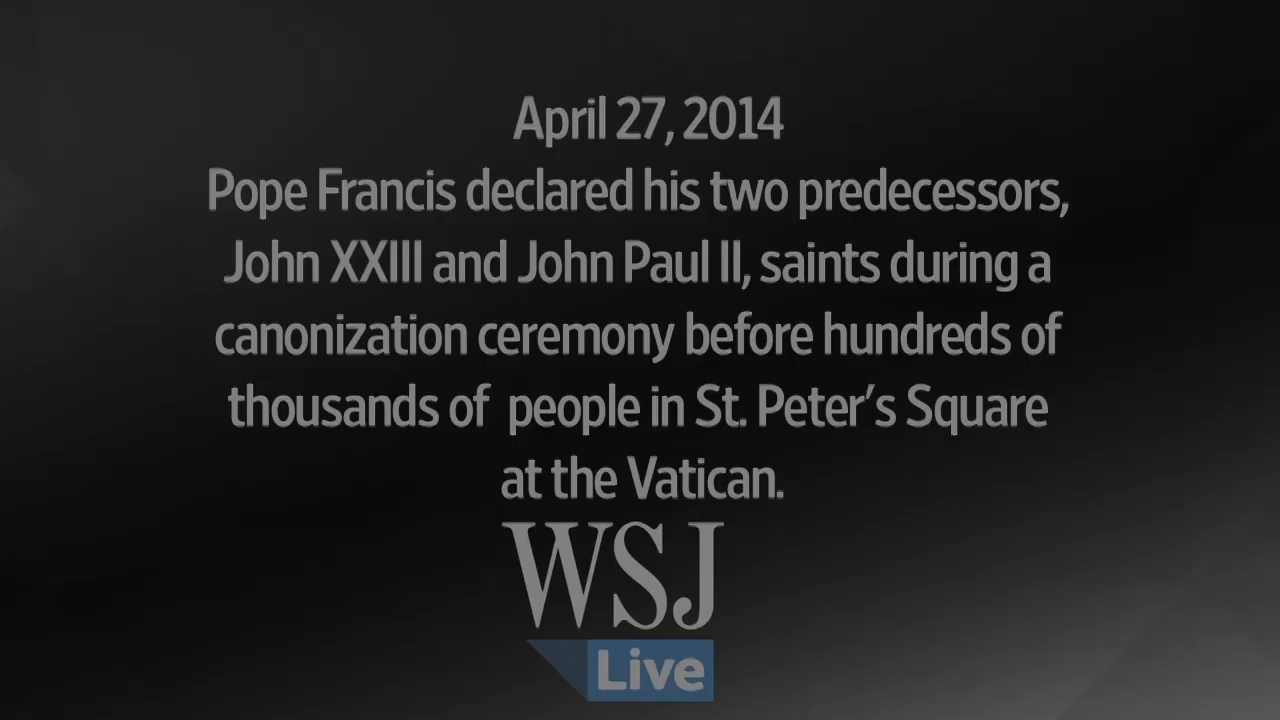 April 27, 2014
Pope Francis declared his two predecessors,
John XXIII and John Paul II, saints during a
canonization ceremony before hundreds of
thousands of  people in St. Peter's Square
at the Vatican.
WSJ
Live